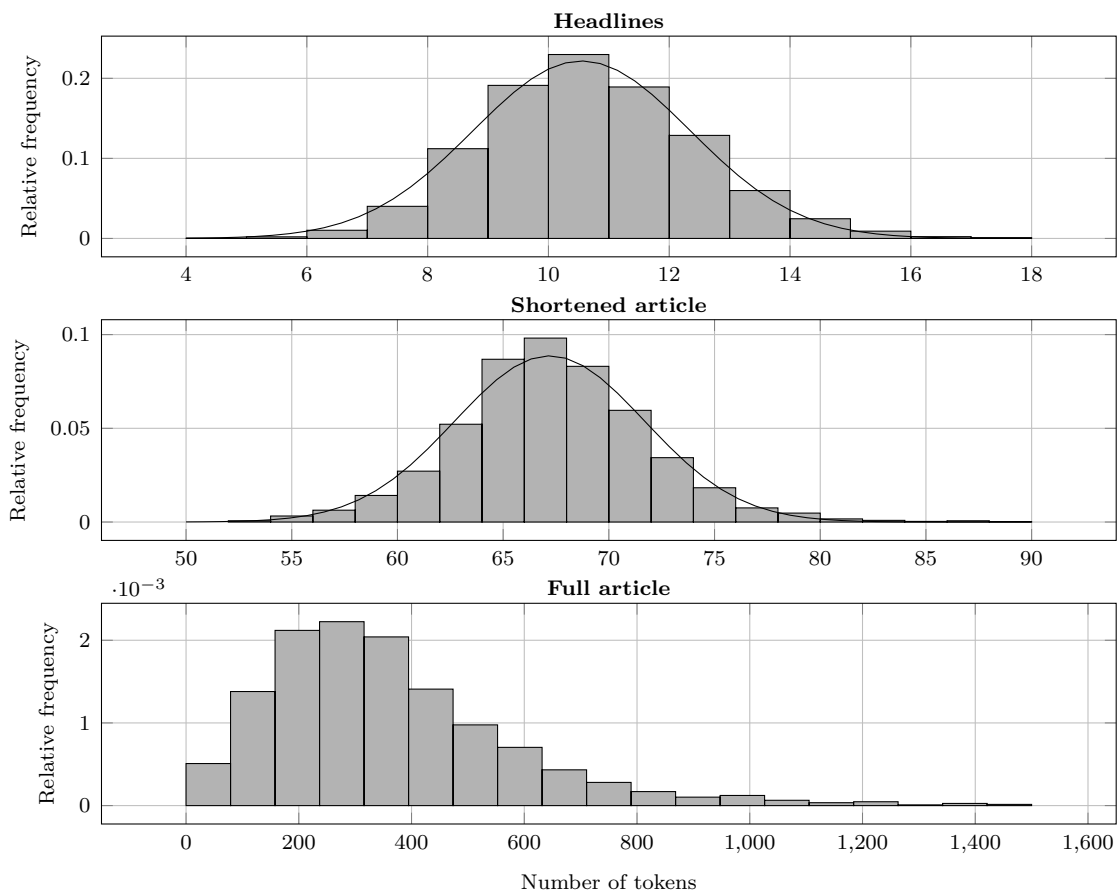 Headlines
Relative frequency
0.2
0.1
0
4 6 8 10 12 14 16 18
Shortened article
Relative frequency
0.1
0.05
0
50 55 60 65 70 75 80 85 90
·10−3
Full article
Relative frequency
2
1
0
0 200 400 600 800 1,000 1,200 1,400 1,600
Number of tokens